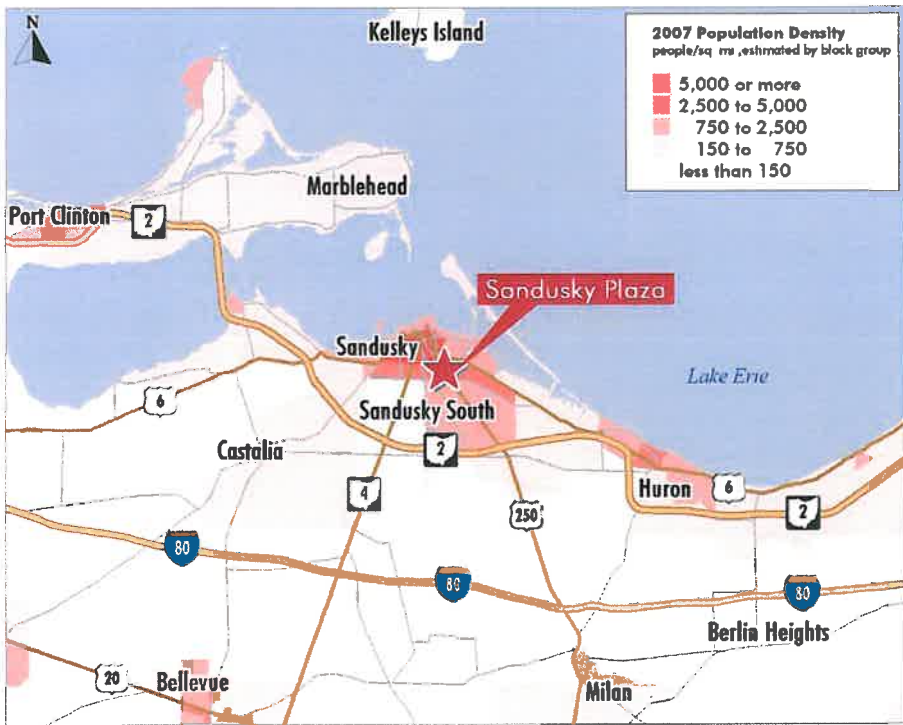 N
Kelleys Island
2007 Population Density
people/sq mi, estimated by block group
5,000 or more
2,500 to 5,000
750 to 2,500
150 to 750
less than 150
Marblehead
Port Clinton
2
Sandusky Plaza
Sandusky
Lake Erie
6
Sandusky South
Castalia
2
4
Huron
6
250
2
80
80
80
Berlin Heights
20
Bellevue
Milan